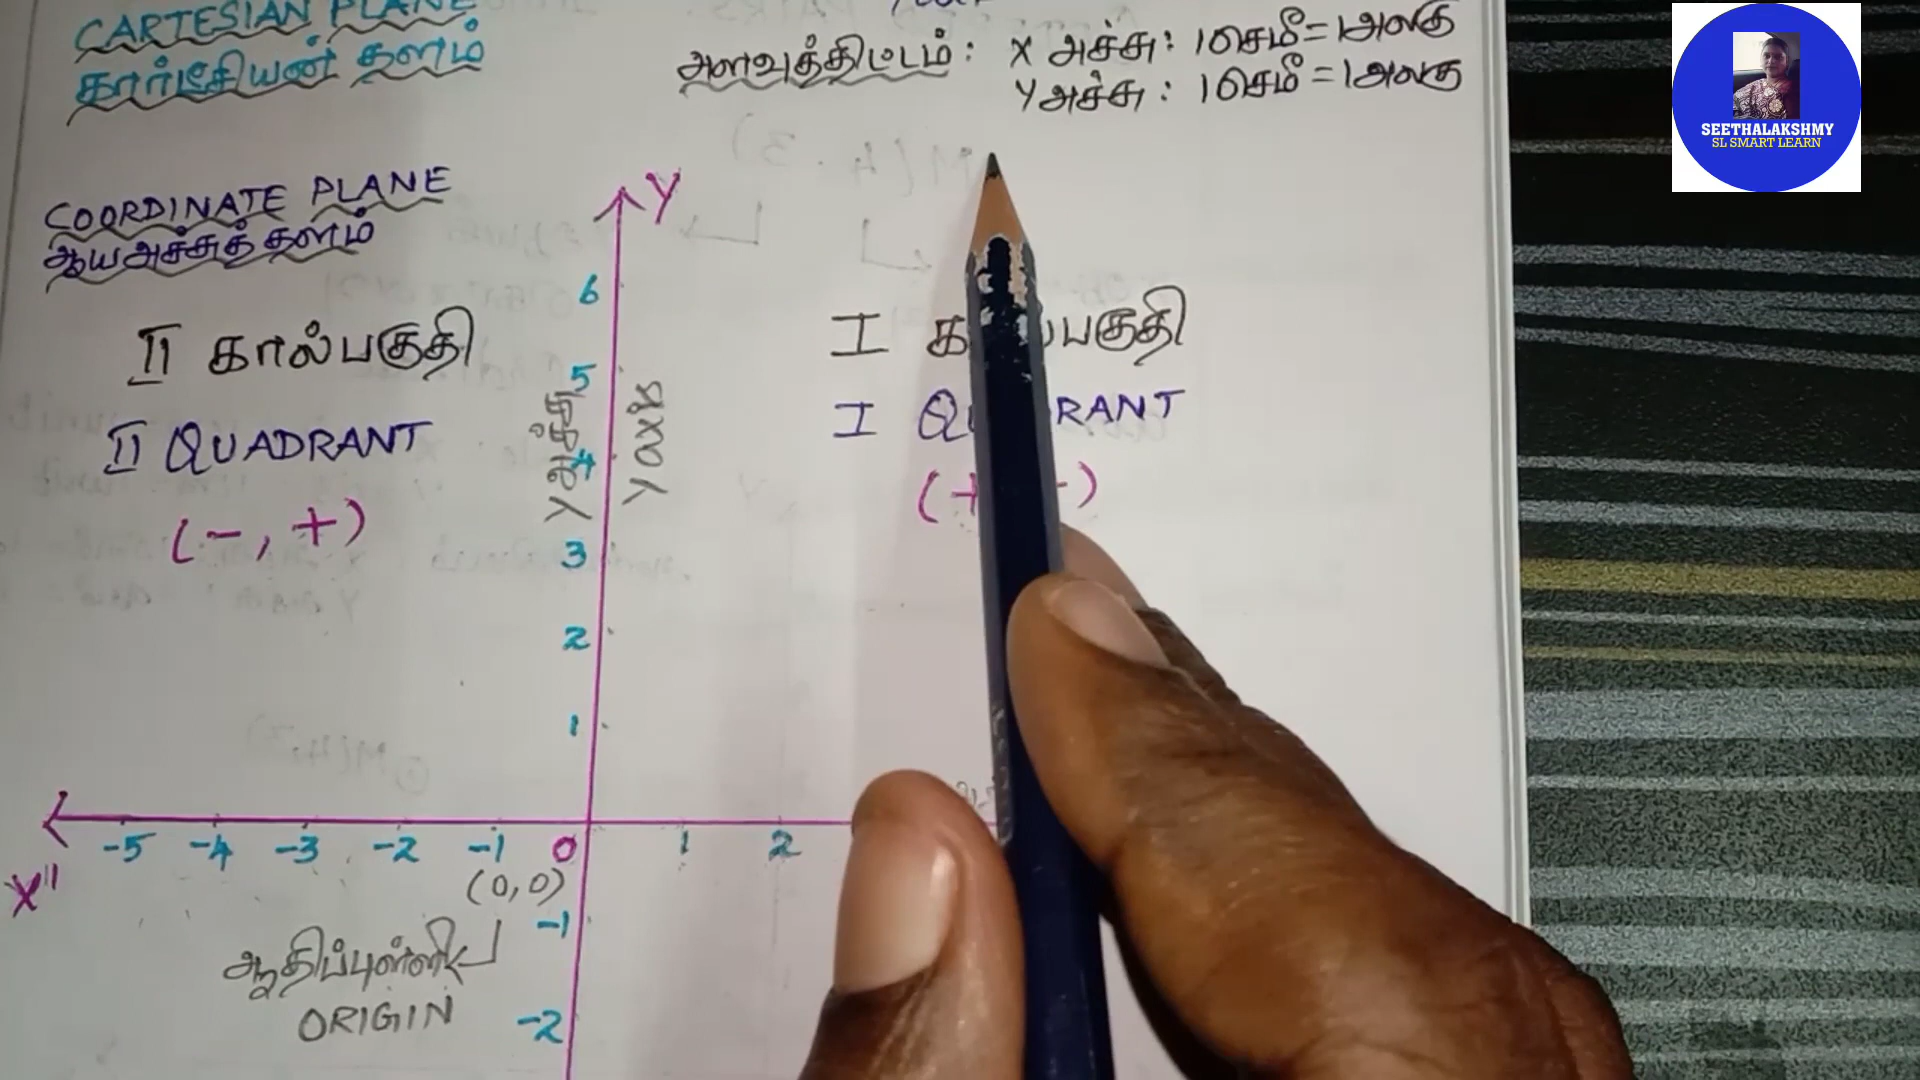 CARTESIAN PLANE
கார்டீசியன் தளம்
அளவுத்திட்டம் : X அச்சு : 1செமீ = 1அலகு
Y அச்சு : 1செமீ = 1அலகு
SEETHALAKSHMY
SL SMART LEARN
COORDINATE PLANE
ஆயஅச்சுத் தளம்
Y
6
5
4
3
2
1
Y அச்சு
Y axis
II கால்பகுதி
II QUADRANT
(-, +)
I
I
-5 -4 -3 -2 -1 0 1 2
X"
(0,0)
-1
ஆதிப்புள்ளி
ORIGIN
-2